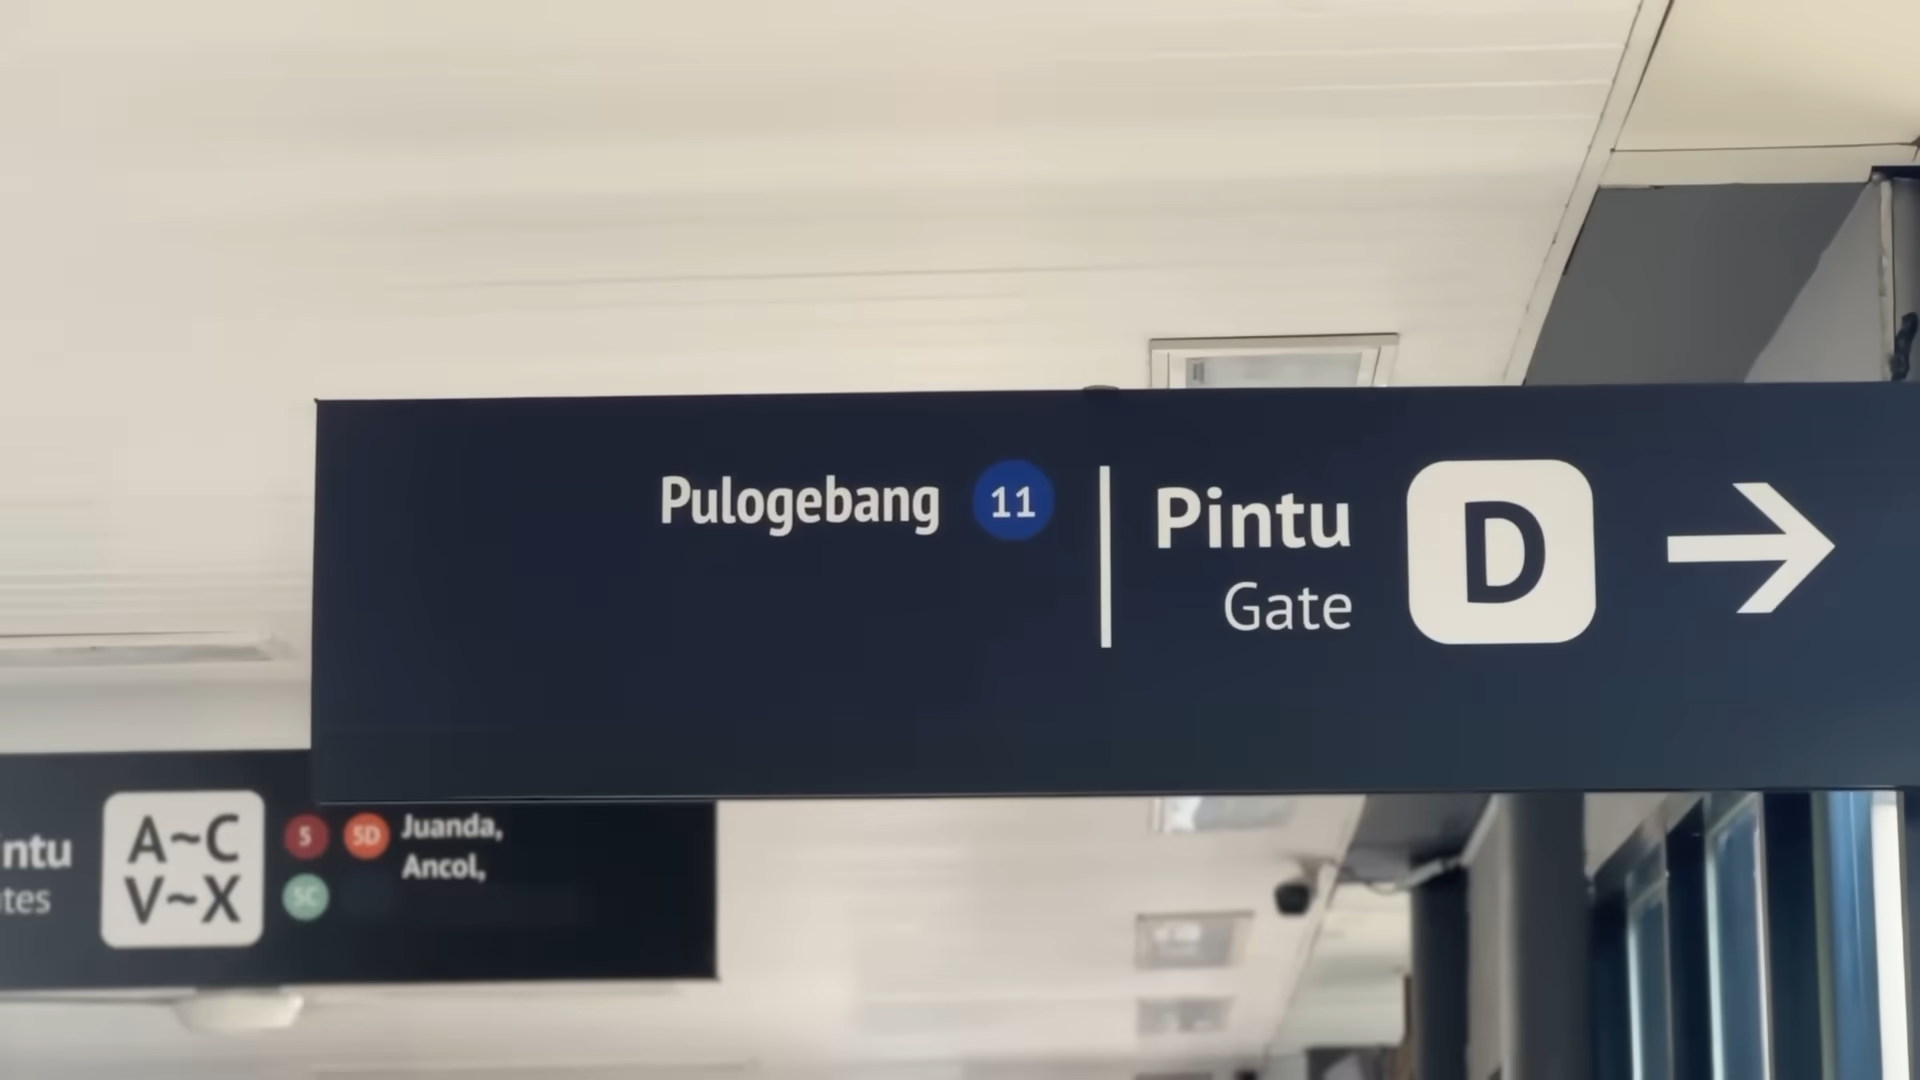 Pulogebang 11
Pintu D
Gate
ntu
tes
A~C
V~X
5 5D Juanda,
5C Ancol,